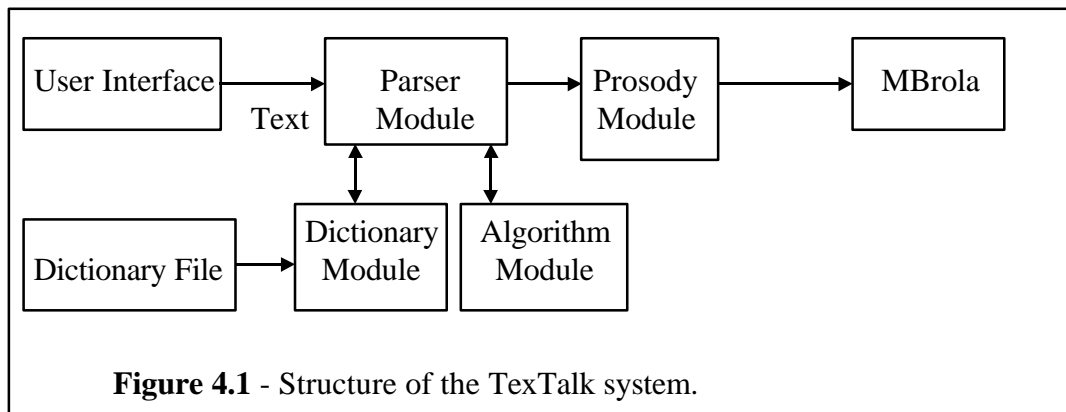 User Interface
Text
Parser
Module
Prosody
Module
MBrola
Dictionary File
Dictionary
Module
Algorithm
Module
Figure 4.1 - Structure of the TexTalk system.